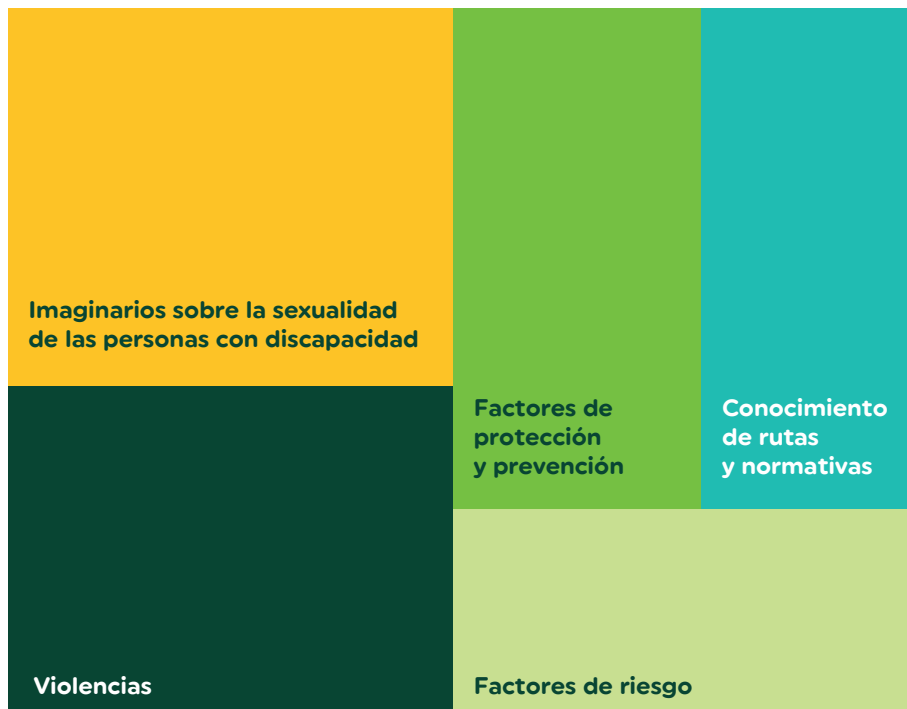 Imaginarios sobre la sexualidad
de las personas con discapacidad
Factores de
protección
y prevención
Conocimiento
de rutas
y normativas
Violencias
Factores de riesgo